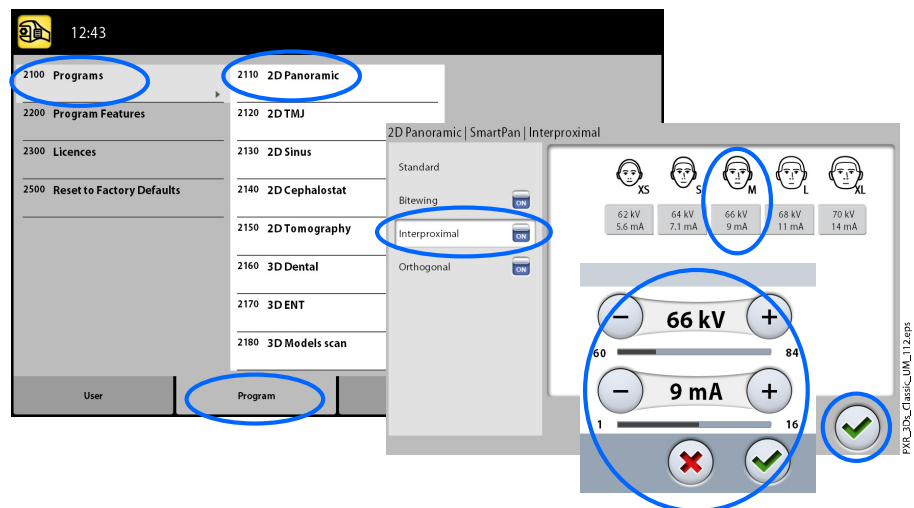 12:43
2100 Programs
2200 Program Features
2300 Licences
2500 Reset to Factory Defaults
2110 2D Panoramic
2120 2D TMJ
2130 2D Sinus
2140 2D Cephalostat
2150 2D Tomography
2160 3D Dental
2170 3D ENT
2180 3D Models scan
User
Program
2D Panoramic | SmartPan | Interproximal
Standard
Bitewing ON
Interproximal ON
Orthogonal ON
XS S M L XL
62 kV 64 kV 66 kV 68 kV 70 kV
5.6 mA 7.1 mA 9 mA 11 mA 14 mA
− 66 kV +
60 84
− 9 mA +
1 16
PXR_3Ds_Classic_UM_112.eps